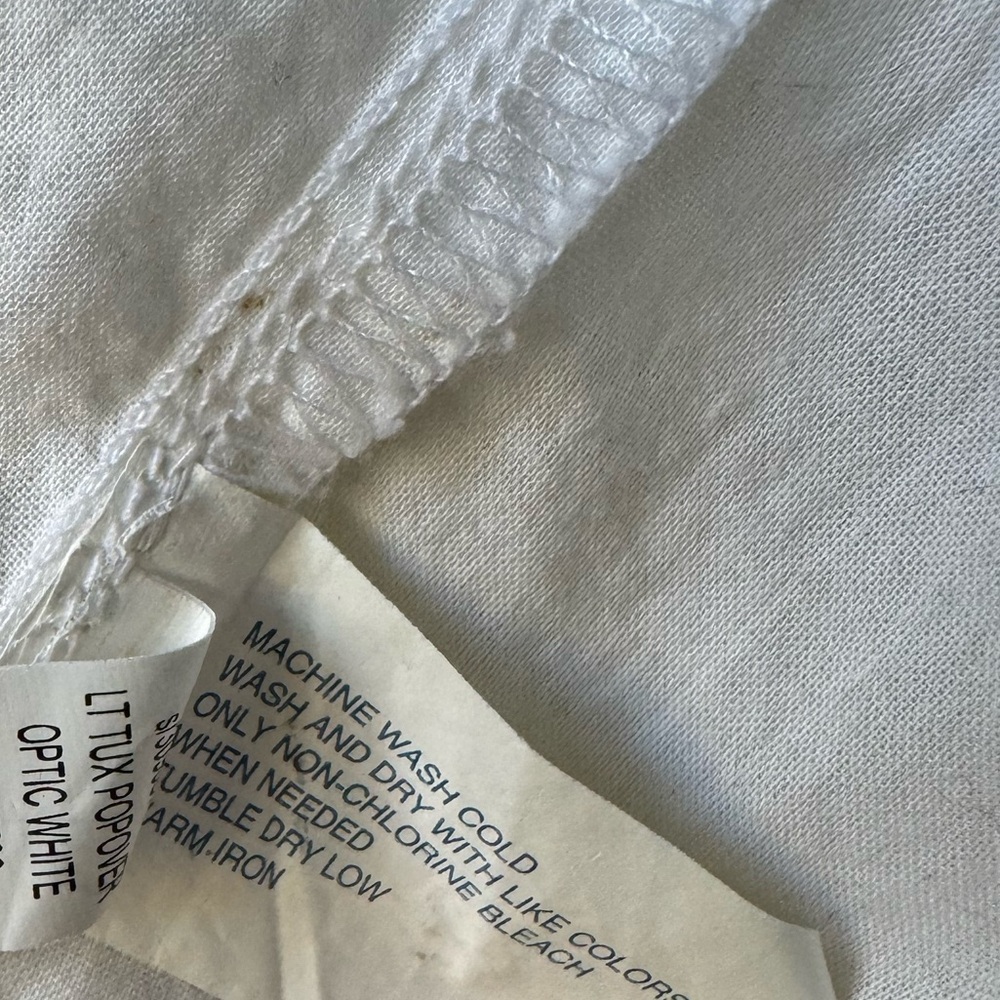 MACHINE WASH COLD
WASH AND DRY WITH LIKE COLORS
ONLY NON-CHLORINE BLEACH
WHEN NEEDED
TUMBLE DRY LOW
ARM IRON
LT TUX POPOVER
OPTIC WHITE